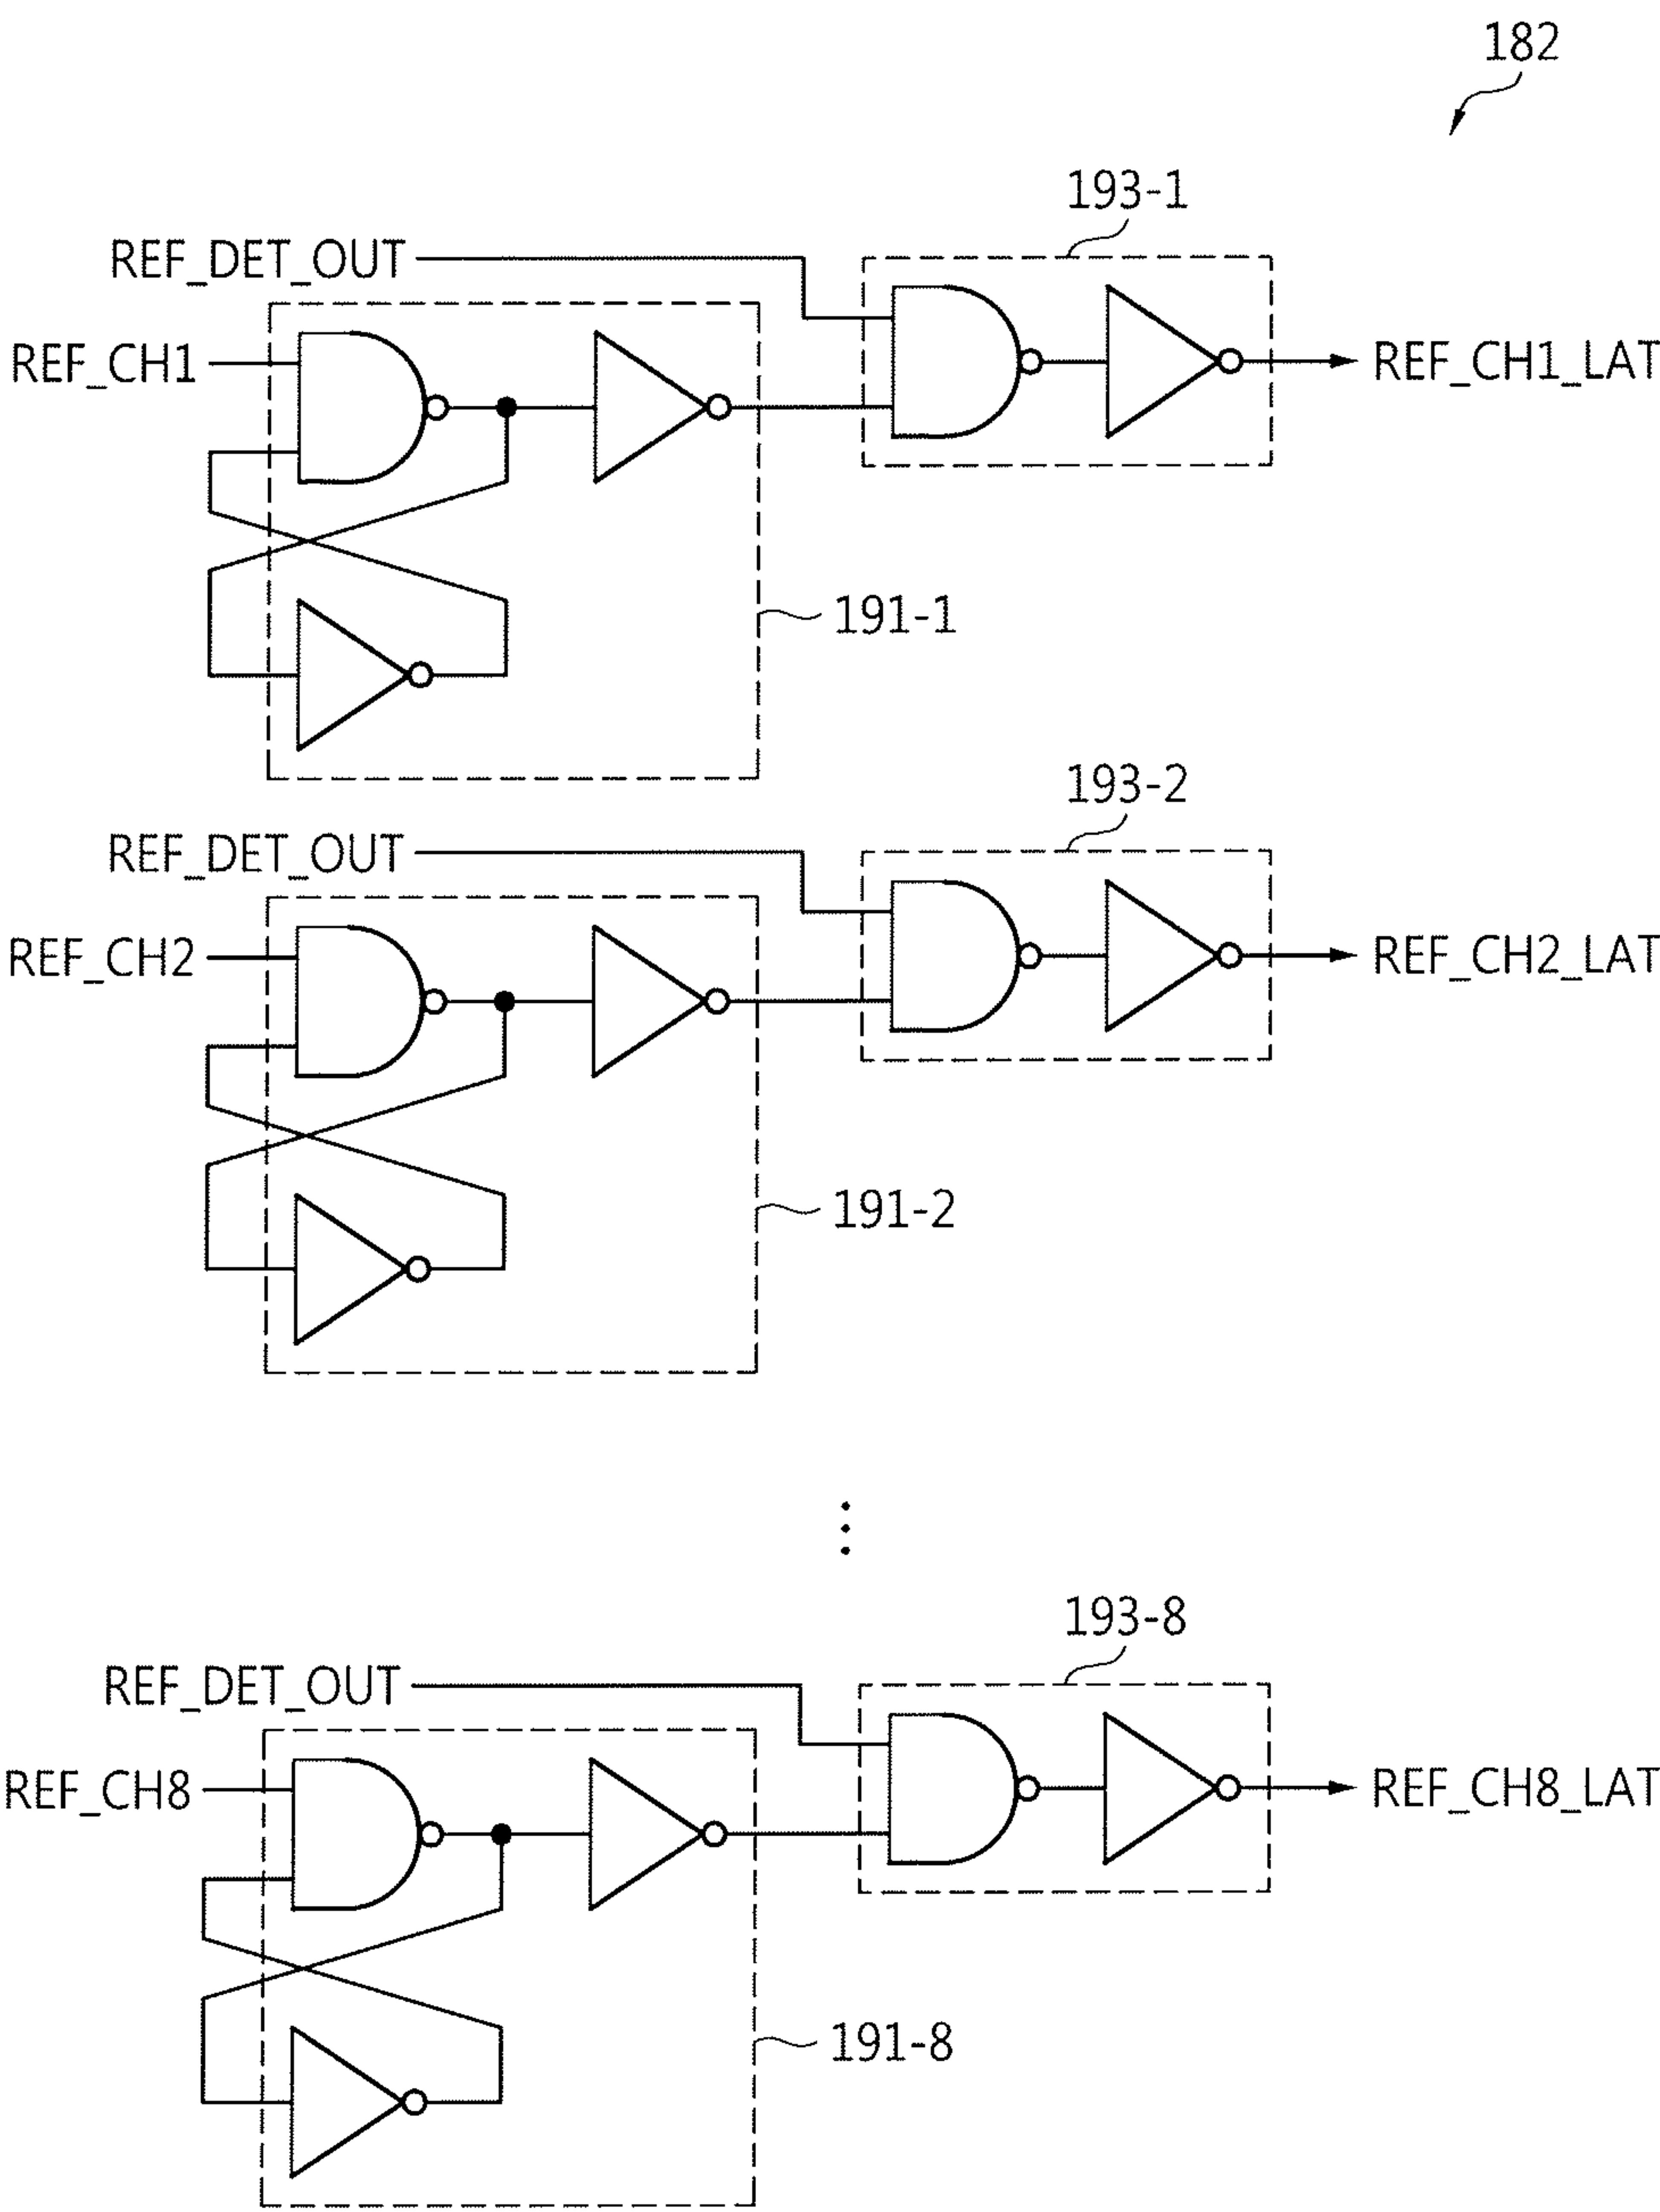 182
193-1
REF_DET_OUT
REF_CH1
REF_CH1_LAT
191-1
193-2
REF_DET_OUT
REF_CH2
REF_CH2_LAT
191-2
193-8
REF_DET_OUT
REF_CH8
REF_CH8_LAT
191-8